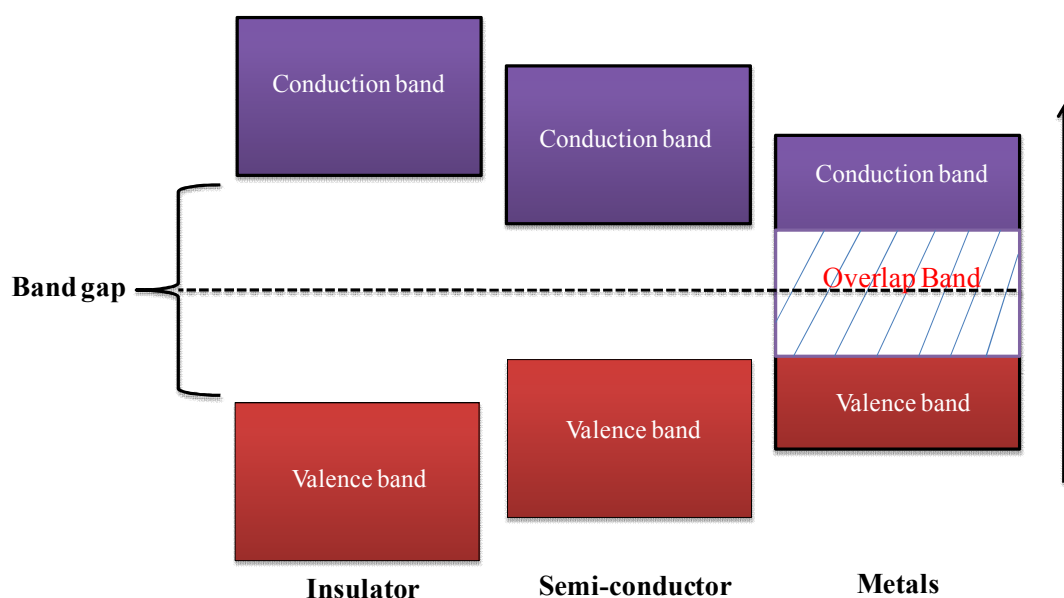 Conduction band
Conduction band
Conduction band
Band gap
Overlap Band
Valence band
Valence band
Valence band
Insulator
Semi-conductor
Metals